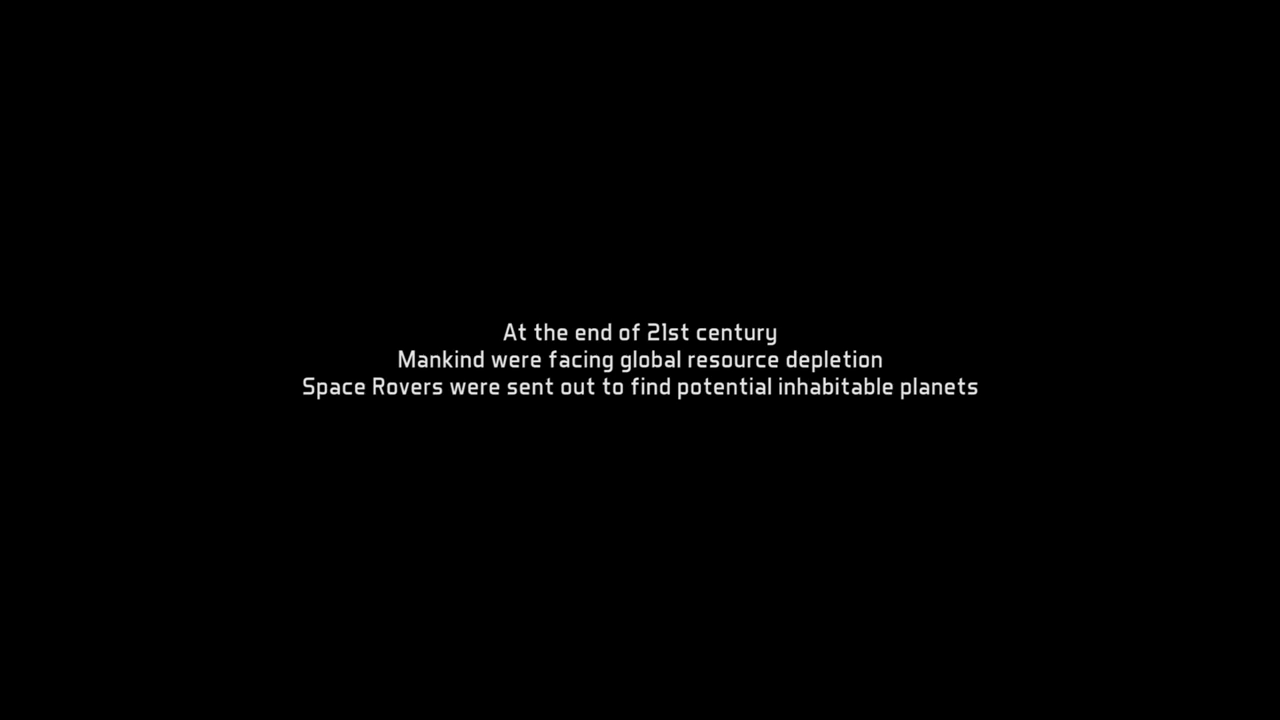 At the end of 21st century
Mankind were facing global resource depletion
Space Rovers were sent out to find potential inhabitable planets